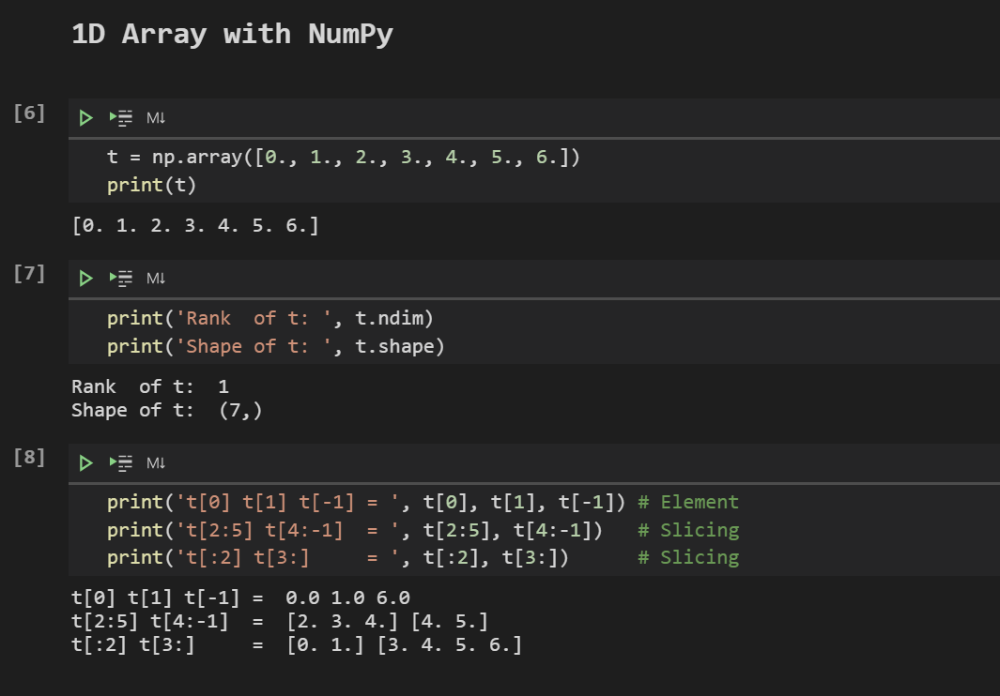 1D Array with NumPy
[6]
M↓
t = np.array([0., 1., 2., 3., 4., 5., 6.])
print(t)
[0. 1. 2. 3. 4. 5. 6.]
[7]
M↓
print('Rank  of t: ', t.ndim)
print('Shape of t: ', t.shape)
Rank  of t:  1
Shape of t:  (7,)
[8]
M↓
print('t[0] t[1] t[-1] = ', t[0], t[1], t[-1]) # Element
print('t[2:5] t[4:-1]  = ', t[2:5], t[4:-1])   # Slicing
print('t[:2] t[3:]     = ', t[:2], t[3:])      # Slicing
t[0] t[1] t[-1] =  0.0 1.0 6.0
t[2:5] t[4:-1]  =  [2. 3. 4.] [4. 5.]
t[:2] t[3:]     =  [0. 1.] [3. 4. 5. 6.]